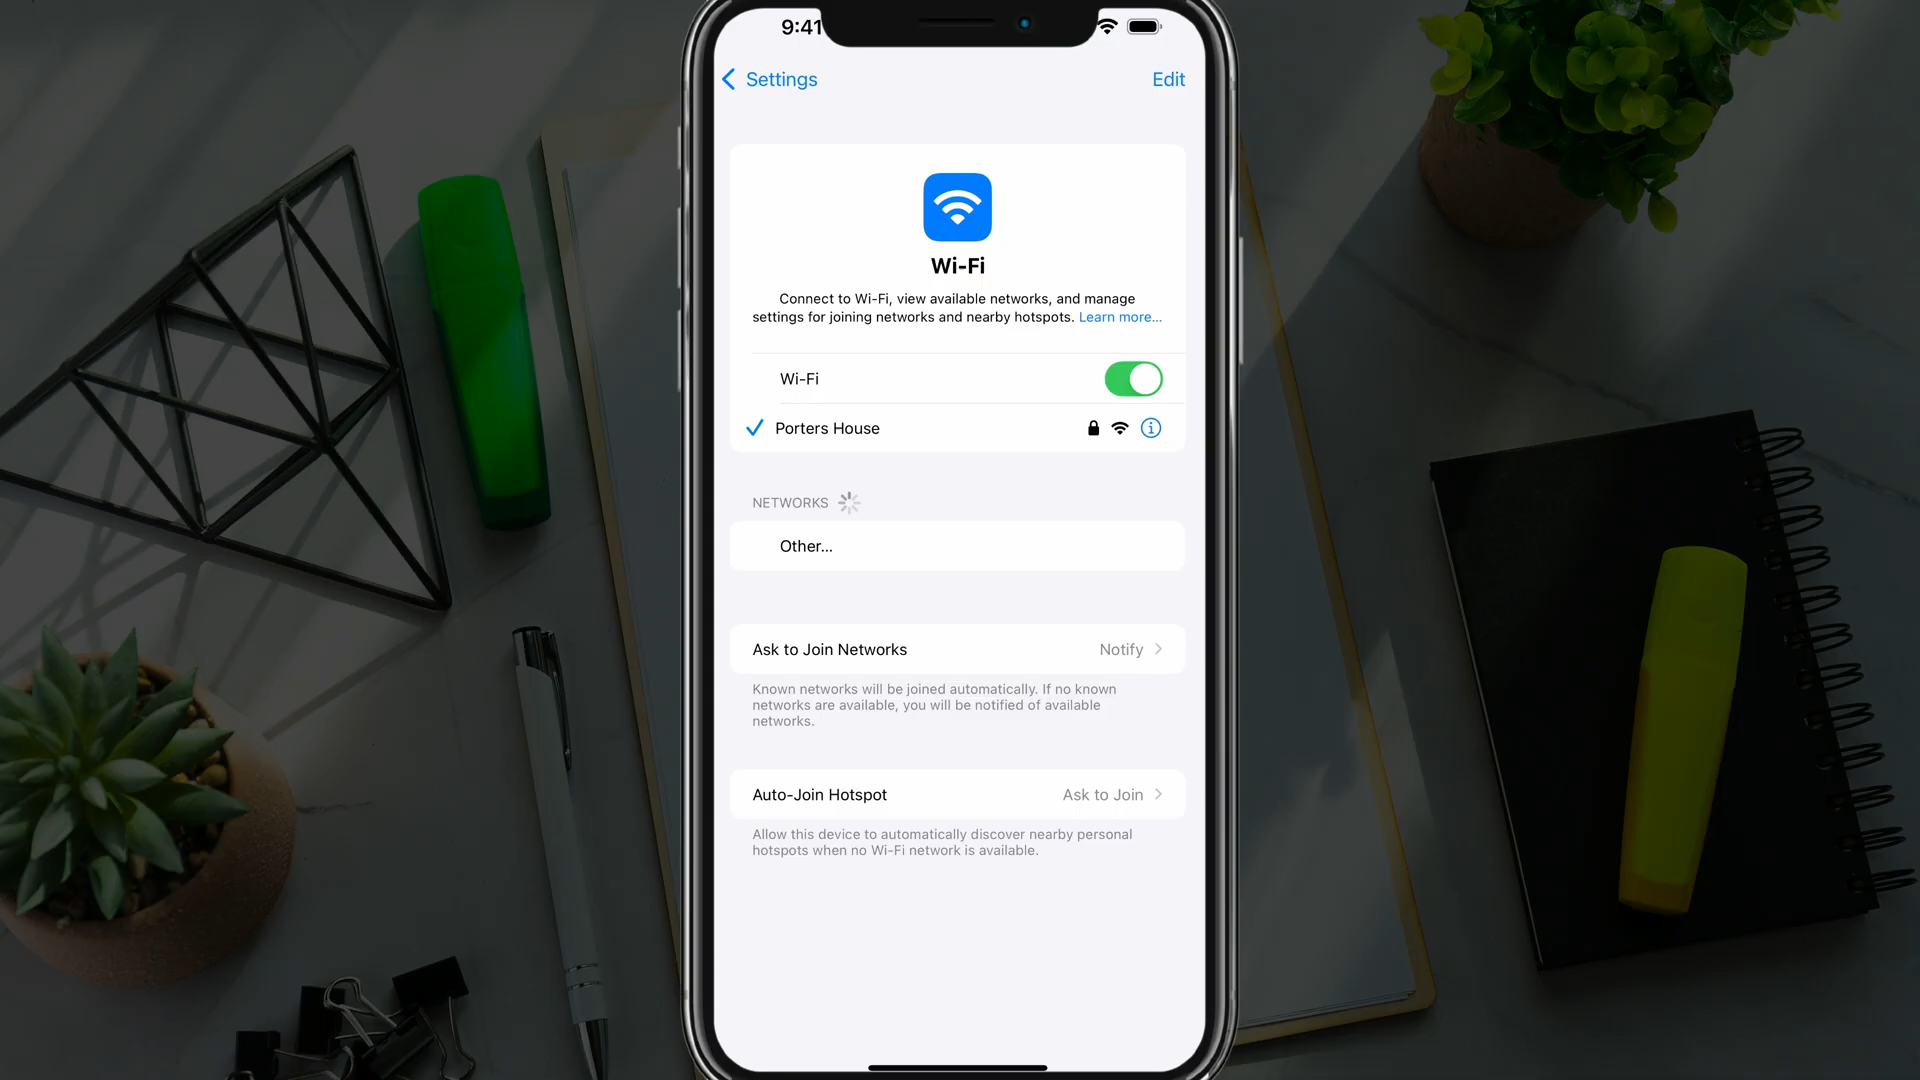 9:41
Settings
Edit
Wi-Fi
Connect to Wi-Fi, view available networks, and manage
settings for joining networks and nearby hotspots. Learn more...
Wi-Fi
Porters House
NETWORKS
Other...
Ask to Join Networks
Notify
Known networks will be joined automatically. If no known
networks are available, you will be notified of available
networks.
Auto-Join Hotspot
Ask to Join
Allow this device to automatically discover nearby personal
hotspots when no Wi-Fi network is available.